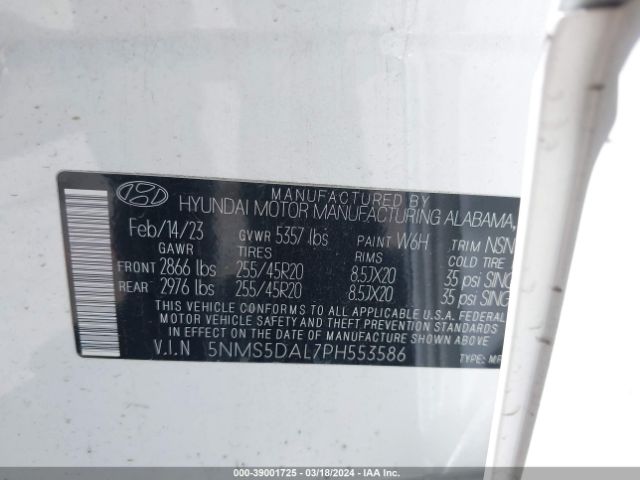 MANUFACTURED BY
HYUNDAI MOTOR MANUFACTURING ALABAMA,
Feb/14/23 GVWR 5357 lbs PAINT W6H TRIM NSN
GAWR TIRES RIMS COLD TIRE
FRONT 2866 lbs 255/45R20 8.5JX20 35 psi SING
REAR 2976 lbs 255/45R20 8.5JX20 35 psi SING
THIS VEHICLE CONFORMS TO ALL APPLICABLE U.S.A. FEDERAL
MOTOR VEHICLE SAFETY, BUMPER, AND THEFT PREVENTION
STANDARDS IN EFFECT ON THE DATE OF MANUFACTURE SHOWN ABOVE.
V.I.N 5NMS5DAL7PH553586 TYPE: MP
000-39001725 - 03/18/2024 - IAA Inc.